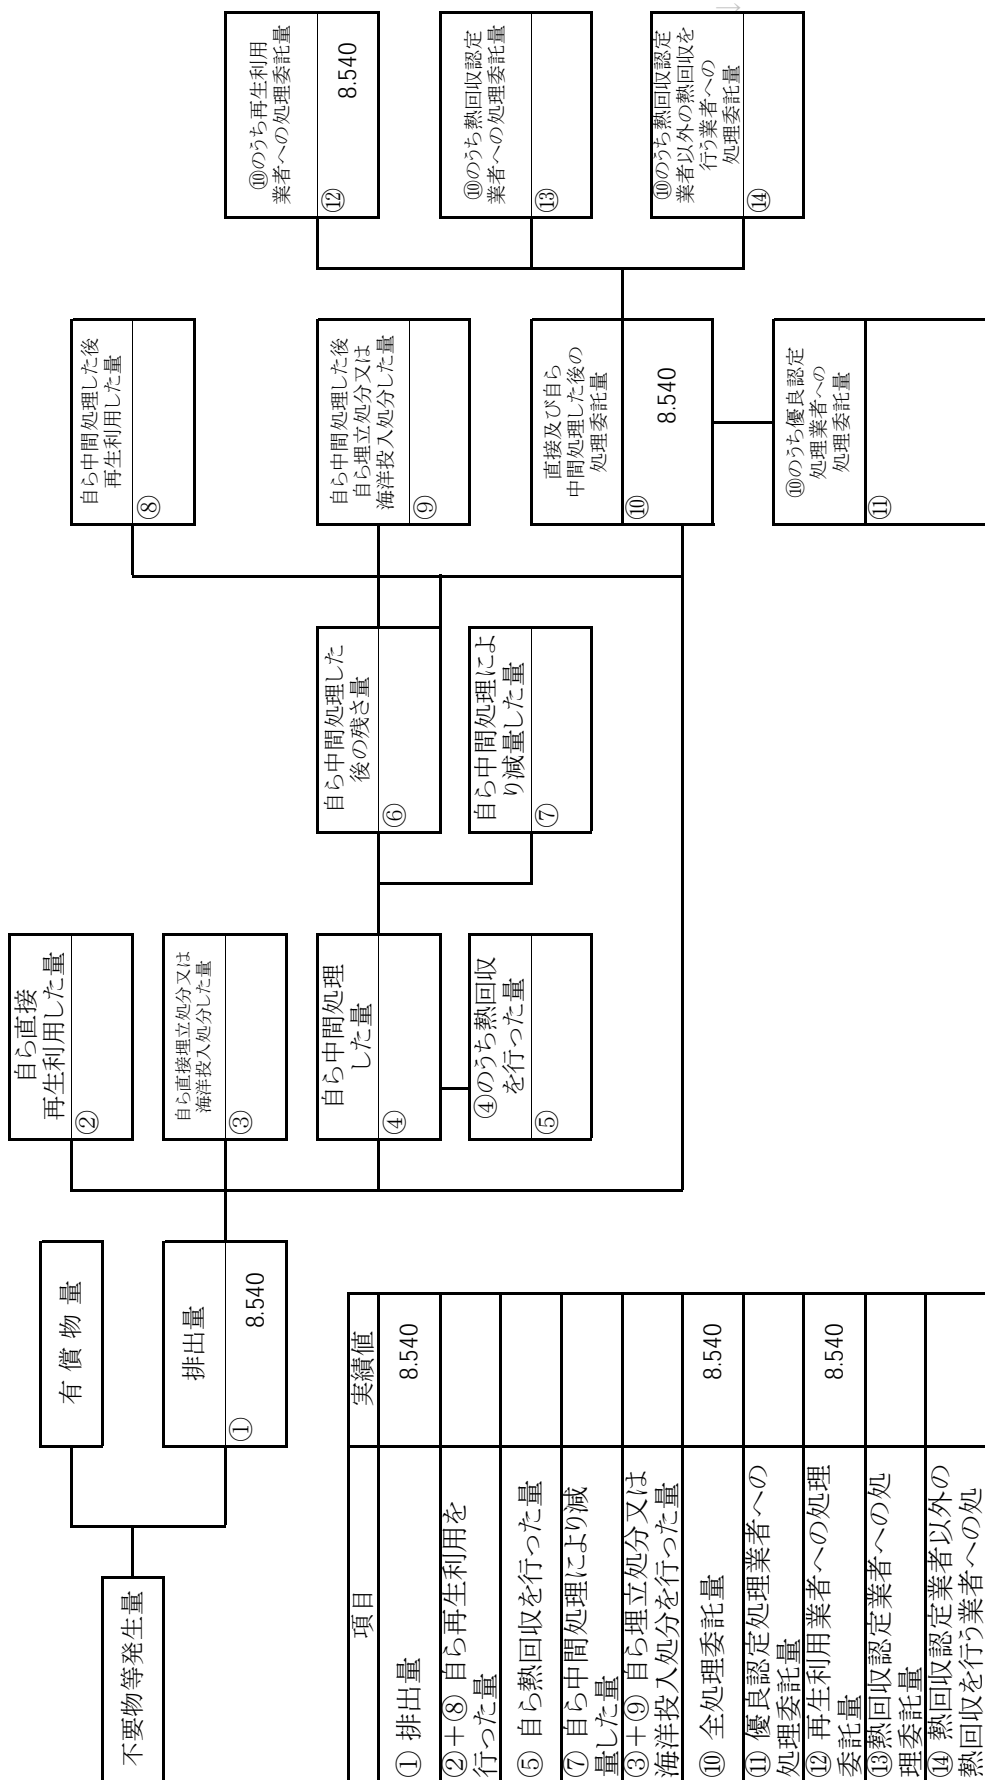 不要物等発生量
有 償 物 量
排出量
①
8.540
自ら直接
再生利用した量
②
自ら直接埋立処分又は
海洋投入処分した量
③
自ら中間処理
した量
④
④のうち熱回収
を行った量
⑤
自ら中間処理した
後の残さ量
⑥
自ら中間処理によ
り減量した量
⑦
自ら中間処理した後
再生利用した量
⑧
自ら中間処理した後
自ら埋立処分又は
海洋投入処分した量
⑨
直接及び自ら
中間処理した後の
処理委託量
⑩
8.540
⑩のうち優良認定
処理業者への
処理委託量
⑪
⑩のうち再生利用
業者への処理委託量
⑫
8.540
⑩のうち熱回収認定
業者への処理委託量
⑬
⑩のうち熱回収認定
業者以外の熱回収を
行う業者への
処理委託量
⑭
項目 実績値
① 排出量 8.540
②+⑧ 自ら再生利用を
行った量
⑤ 自ら熱回収を行った量
⑦ 自ら中間処理により減
量した量
③+⑨ 自ら埋立処分又は
海洋投入処分を行った量
⑩ 全処理委託量 8.540
⑪ 優良認定処理業者への
処理委託量
⑫ 再生利用業者への処理
委託量 8.540
⑬熱回収認定業者への処
理委託量
⑭ 熱回収認定業者以外の
熱回収を行う業者への処